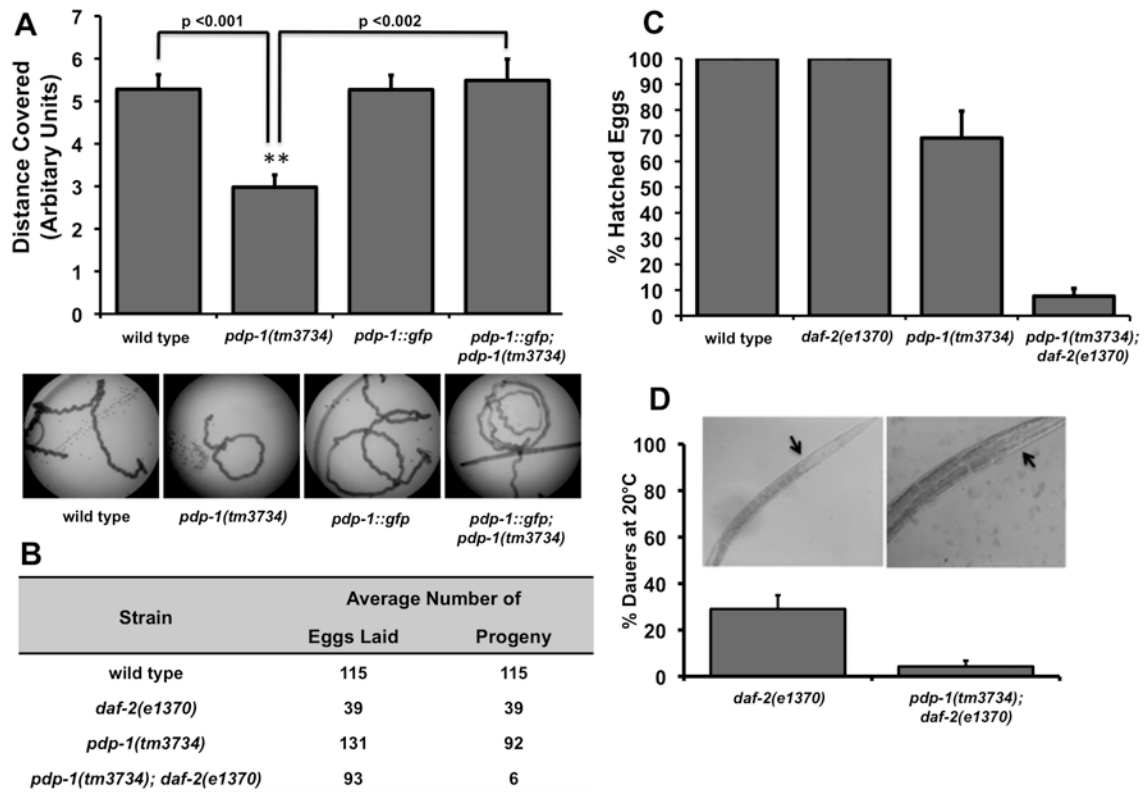 A
p <0.001
p <0.002
Distance Covered
(Arbitary Units)
7
6
5
4
3
2
1
0
**
wild type
pdp-1(tm3734)
pdp-1::gfp
pdp-1::gfp;
pdp-1(tm3734)
wild type
pdp-1(tm3734)
pdp-1::gfp
pdp-1::gfp;
pdp-1(tm3734)
B
Strain
Average Number of
Eggs Laid
Progeny
wild type 115 115
daf-2(e1370) 39 39
pdp-1(tm3734) 131 92
pdp-1(tm3734); daf-2(e1370) 93 6
C
% Hatched Eggs
100
90
80
70
60
50
40
30
20
10
0
wild type
daf-2(e1370)
pdp-1(tm3734)
pdp-1(tm3734);
daf-2(e1370)
D
% Dauers at 20°C
100
80
60
40
20
0
daf-2(e1370)
pdp-1(tm3734);
daf-2(e1370)